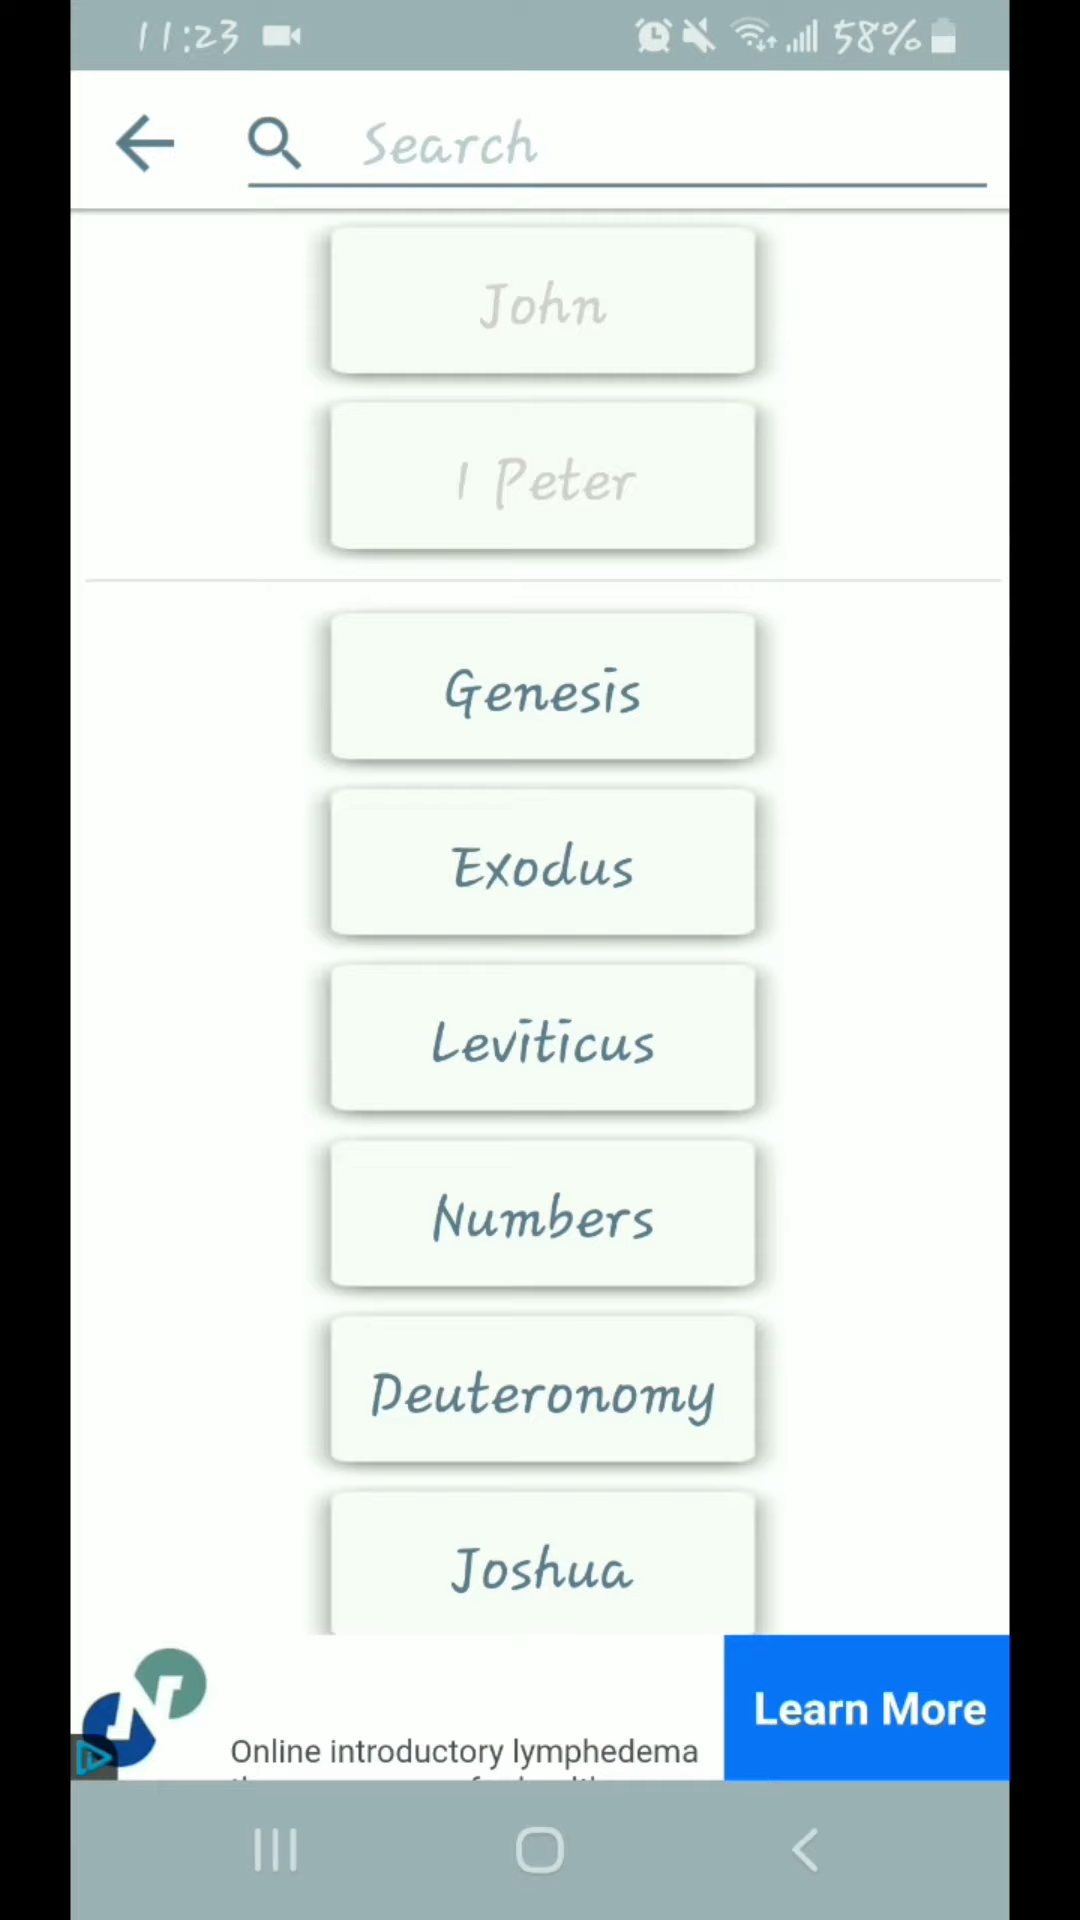 11:23
58%
Search
John
1 Peter
Genesis
Exodus
Leviticus
Numbers
Deuteronomy
Joshua
Learn More
Online introductory lymphedema